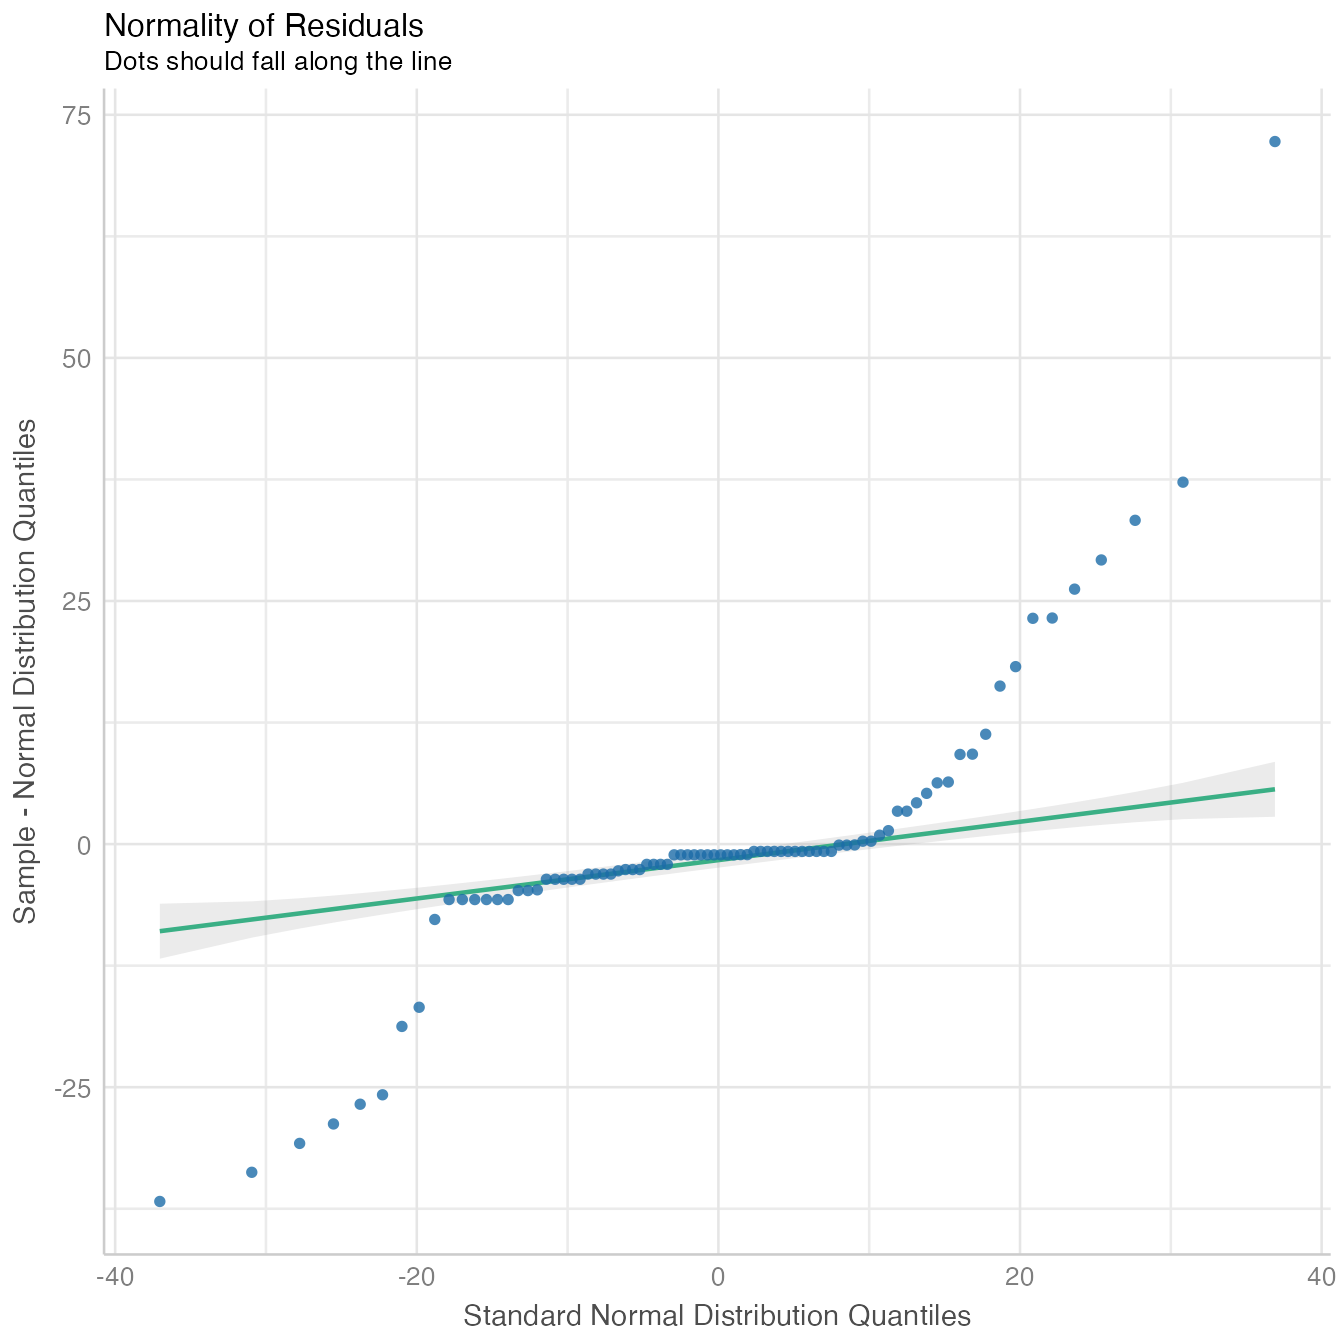 Normality of Residuals
Dots should fall along the line
75
50
25
0
-25
Sample - Normal Distribution Quantiles
-40
-20
0
20
40
Standard Normal Distribution Quantiles